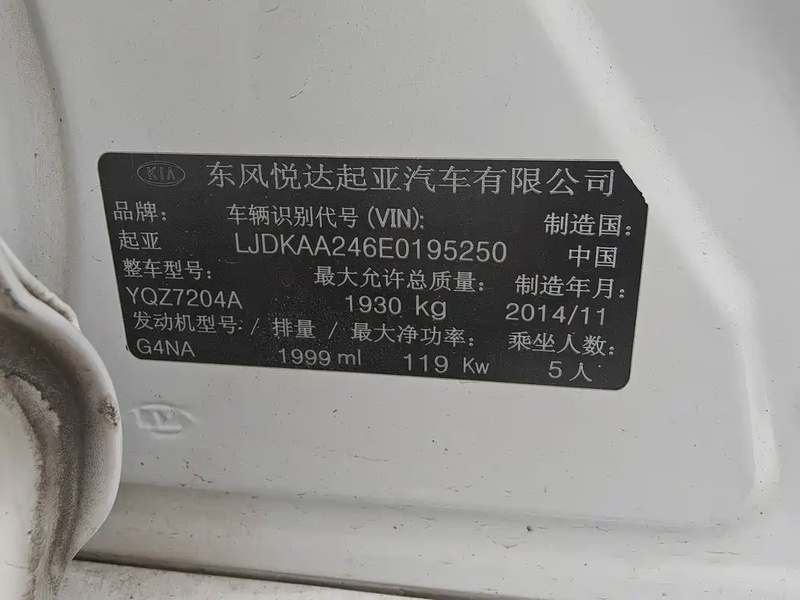 KIA 东风悦达起亚汽车有限公司
品牌: 车辆识别代号(VIN): 制造国:
起亚 LJDKAA246E0195250 中国
整车型号: 最大允许总质量: 制造年月:
YQZ7204A 1930 kg 2014/11
发动机型号: / 排量 / 最大净功率: 乘坐人数:
G4NA 1999 ml 119 Kw 5人